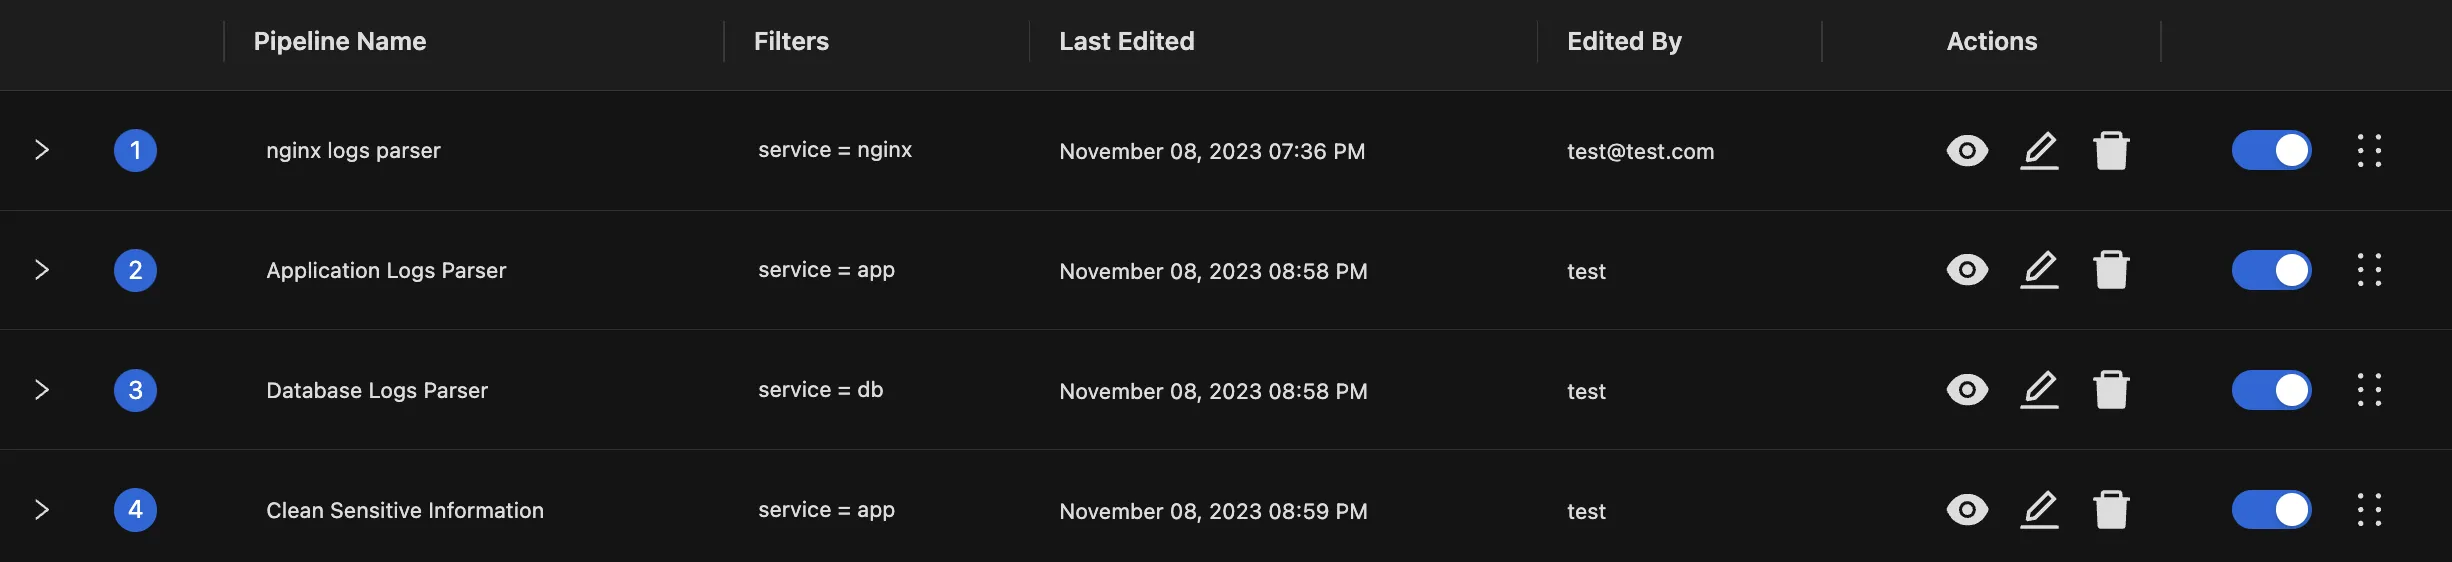 Pipeline Name Filters Last Edited Edited By Actions
1 nginx logs parser service = nginx November 08, 2023 07:36 PM test@test.com
2 Application Logs Parser service = app November 08, 2023 08:58 PM test
3 Database Logs Parser service = db November 08, 2023 08:58 PM test
4 Clean Sensitive Information service = app November 08, 2023 08:59 PM test